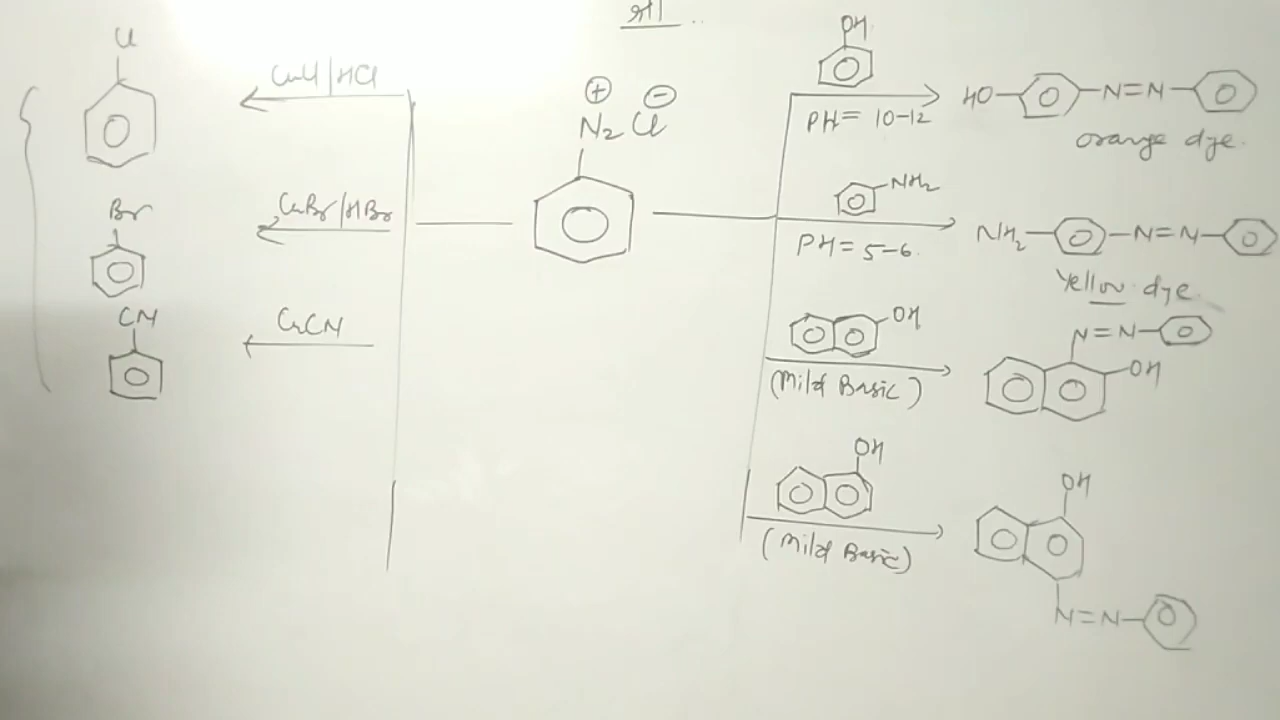 Cl
CuCl/HCl
Br
CuBr/HBr
CN
CuCN
⊕ ⊖
N2 Cl
OH
PH = 10-12
HO N=N
orange dye.
NH2
PH = 5-6.
NH2 N=N
Yellow dye.
OH
(Mild Basic)
N=N
OH
OH
(Mild Basic)
OH
N=N